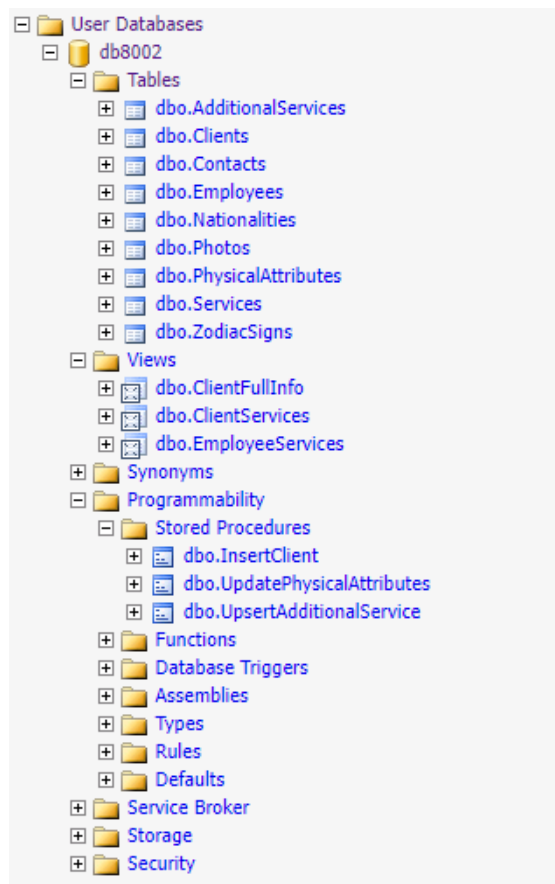 User Databases
db8002
Tables
dbo.AdditionalServices
dbo.Clients
dbo.Contacts
dbo.Employees
dbo.Nationalities
dbo.Photos
dbo.PhysicalAttributes
dbo.Services
dbo.ZodiacSigns
Views
dbo.ClientFullInfo
dbo.ClientServices
dbo.EmployeeServices
Synonyms
Programmability
Stored Procedures
dbo.InsertClient
dbo.UpdatePhysicalAttributes
dbo.UpsertAdditionalService
Functions
Database Triggers
Assemblies
Types
Rules
Defaults
Service Broker
Storage
Security